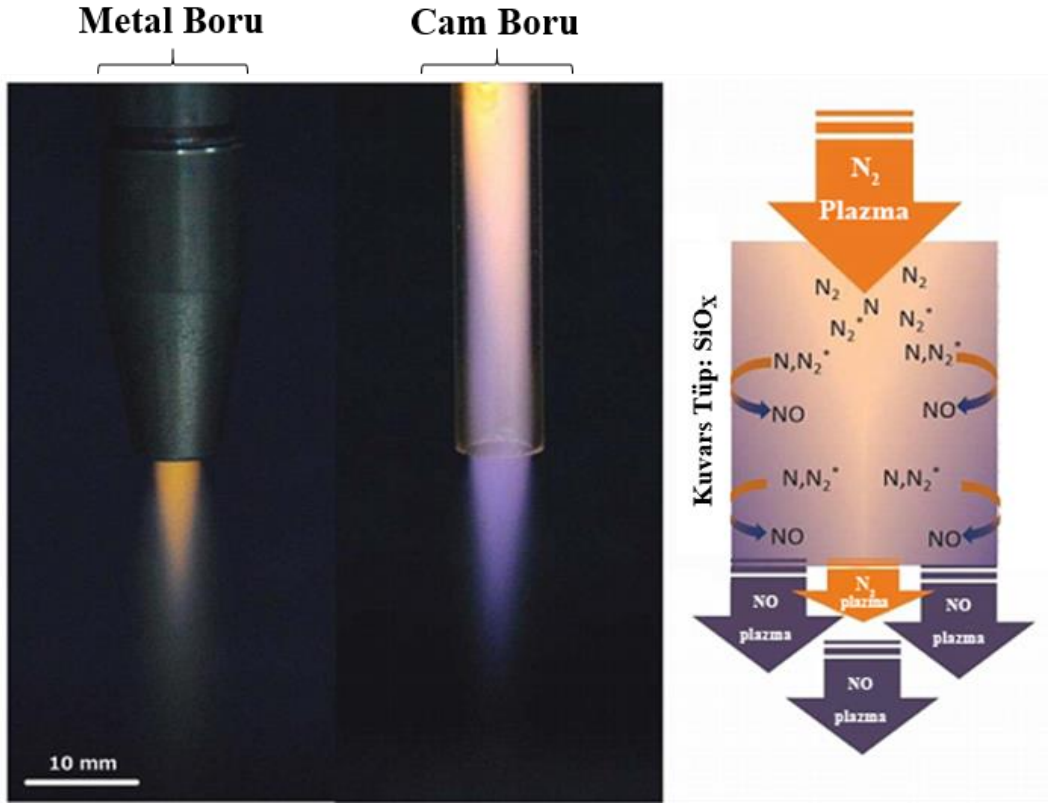 Metal Boru
Cam Boru
10 mm
Kuvars Tüp: SiOₓ
N₂
Plazma
N₂
N₂
N
N₂*
N₂*
N,N₂*
N,N₂*
NO
NO
N,N₂*
N,N₂*
NO
NO
NO
plazma
N₂
plazma
NO
plazma
NO
plazma